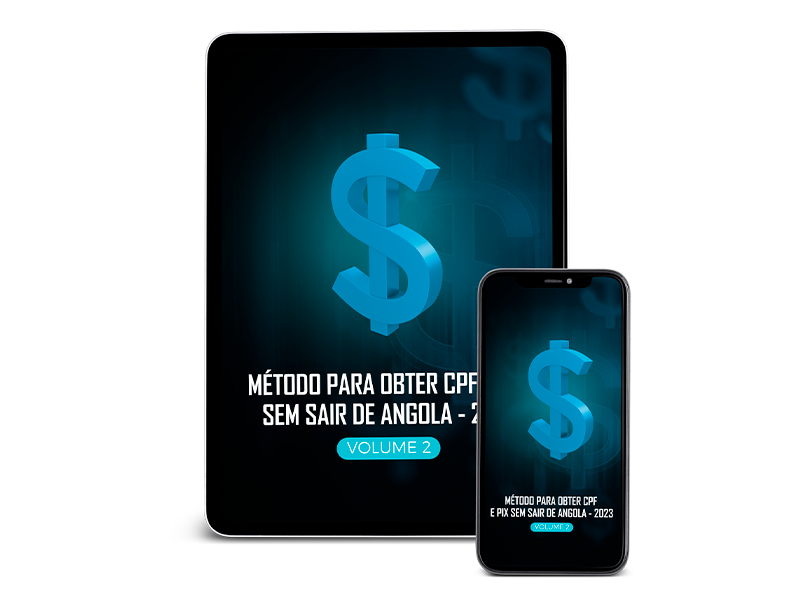 MÉTODO PARA OBTER CPF
SEM SAIR DE ANGOLA - 2
VOLUME 2
MÉTODO PARA OBTER CPF
E PIX SEM SAIR DE ANGOLA - 2023
VOLUME 2